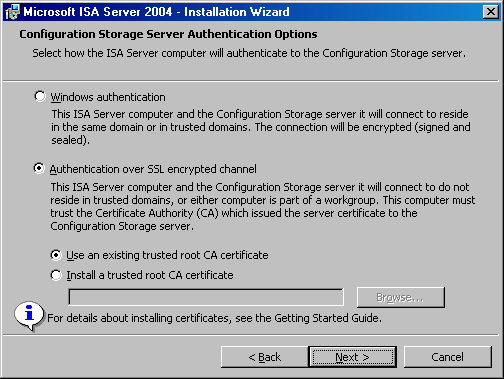 Microsoft ISA Server 2004 - Installation Wizard
Configuration Storage Server Authentication Options
Select how the ISA Server computer will authenticate to the Configuration Storage server.
Windows authentication
This ISA Server computer and the Configuration Storage server it will connect to reside
in the same domain or in trusted domains. The connection will be encrypted (signed and
sealed).
Authentication over SSL encrypted channel
This ISA Server computer and the Configuration Storage server it will connect to do not
reside in trusted domains, or either computer is part of a workgroup. This computer must
trust the Certificate Authority (CA) which issued the server certificate to the
Configuration Storage server.
Use an existing trusted root CA certificate
Install a trusted root CA certificate
Browse...
For details about installing certificates, see the Getting Started Guide.
< Back
Next >
Cancel